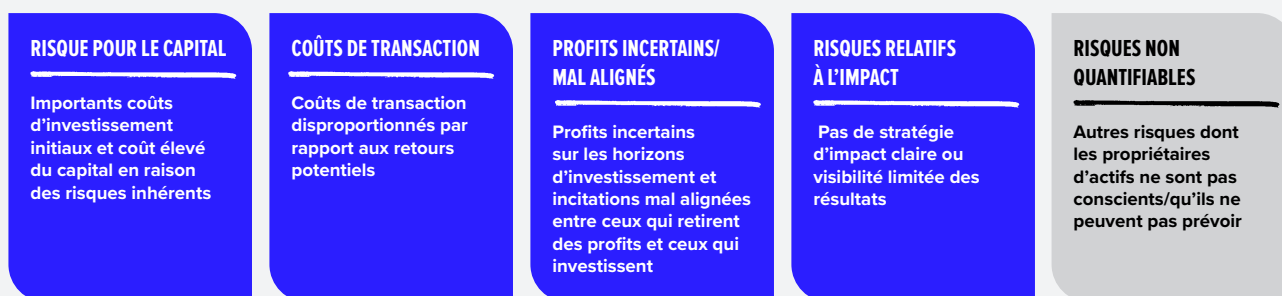 RISQUE POUR LE CAPITAL
Importants coûts
d'investissement
initiaux et coût élevé
du capital en raison
des risques inhérents
COÛTS DE TRANSACTION
Coûts de transaction
disproportionnés par
rapport aux retours
potentiels
PROFITS INCERTAINS/
MAL ALIGNÉS
Profits incertains
sur les horizons
d'investissement et
incitations mal alignées
entre ceux qui retirent
des profits et ceux qui
investissent
RISQUES RELATIFS
À L'IMPACT
Pas de stratégie
d'impact claire ou
visibilité limitée des
résultats
RISQUES NON
QUANTIFIABLES
Autres risques dont
les propriétaires
d'actifs ne sont pas
conscients/qu'ils ne
peuvent pas prévoir